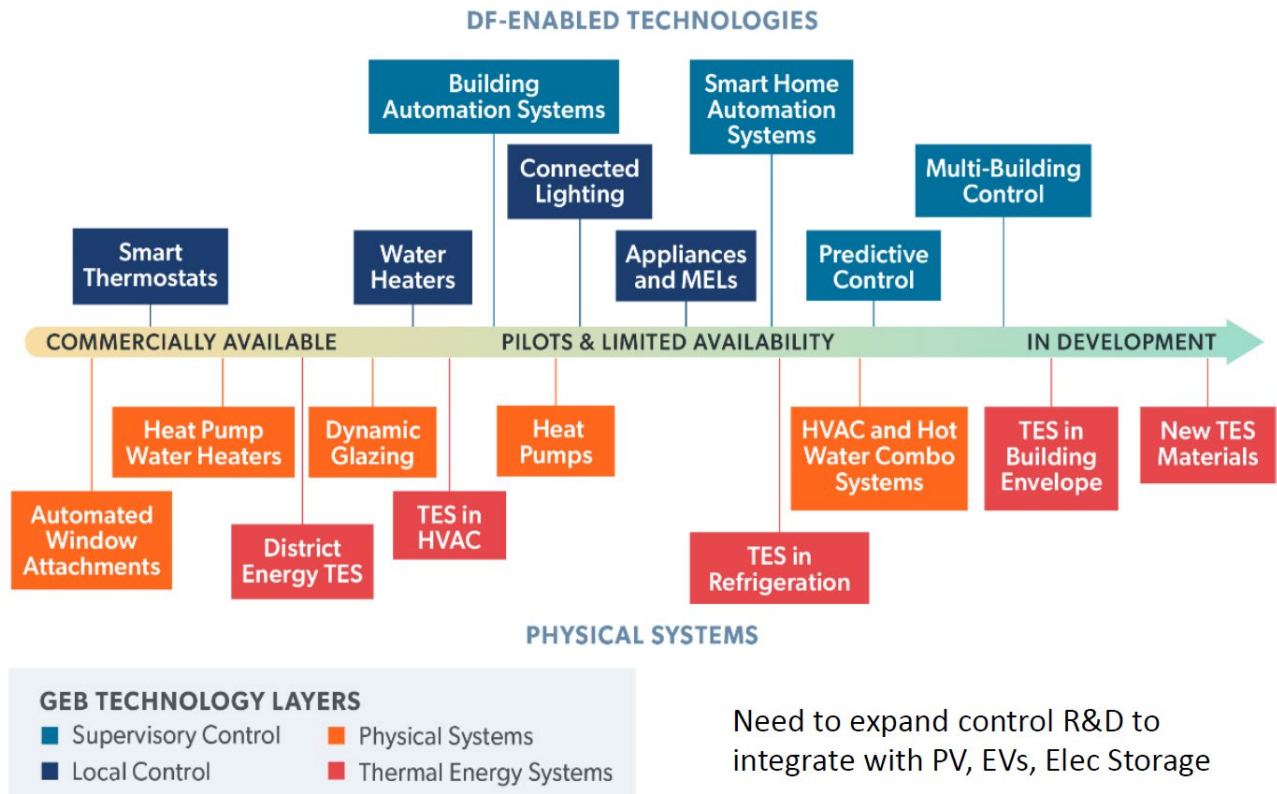 DF-ENABLED TECHNOLOGIES
Building
Automation Systems
Smart Home
Automation
Systems
Connected
Lighting
Multi-Building
Control
Smart
Thermostats
Water
Heaters
Appliances
and MELs
Predictive
Control
COMMERCIALLY AVAILABLE
PILOTS & LIMITED AVAILABILITY
IN DEVELOPMENT
Heat Pump
Water Heaters
Dynamic
Glazing
Heat
Pumps
HVAC and Hot
Water Combo
Systems
TES in
Building
Envelope
New TES
Materials
Automated
Window
Attachments
District
Energy TES
TES in
HVAC
TES in
Refrigeration
PHYSICAL SYSTEMS
GEB TECHNOLOGY LAYERS
Supervisory Control
Physical Systems
Local Control
Thermal Energy Systems
Need to expand control R&D to
integrate with PV, EVs, Elec Storage